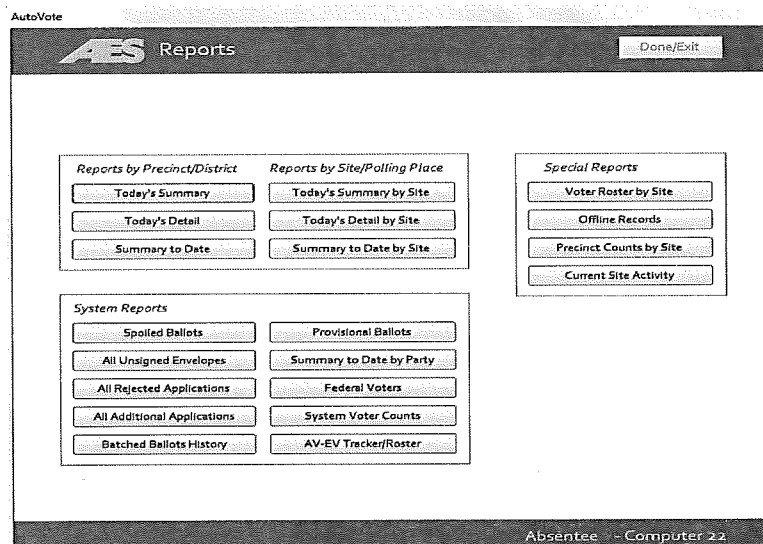 AutoVote
AES Reports
Done/Exit
Reports by Precinct/District
Today's Summary
Today's Detail
Summary to Date
Reports by Site/Polling Place
Today's Summary by Site
Today's Detail by Site
Summary to Date by Site
Special Reports
Voter Roster by Site
Offline Records
Precinct Counts by Site
Current Site Activity
System Reports
Spoiled Ballots
All Unsigned Envelopes
All Rejected Applications
All Additional Applications
Batched Ballots History
Provisional Ballots
Summary to Date by Party
Federal Voters
System Voter Counts
AV-EV Tracker/Roster
Absentee - Computer 22